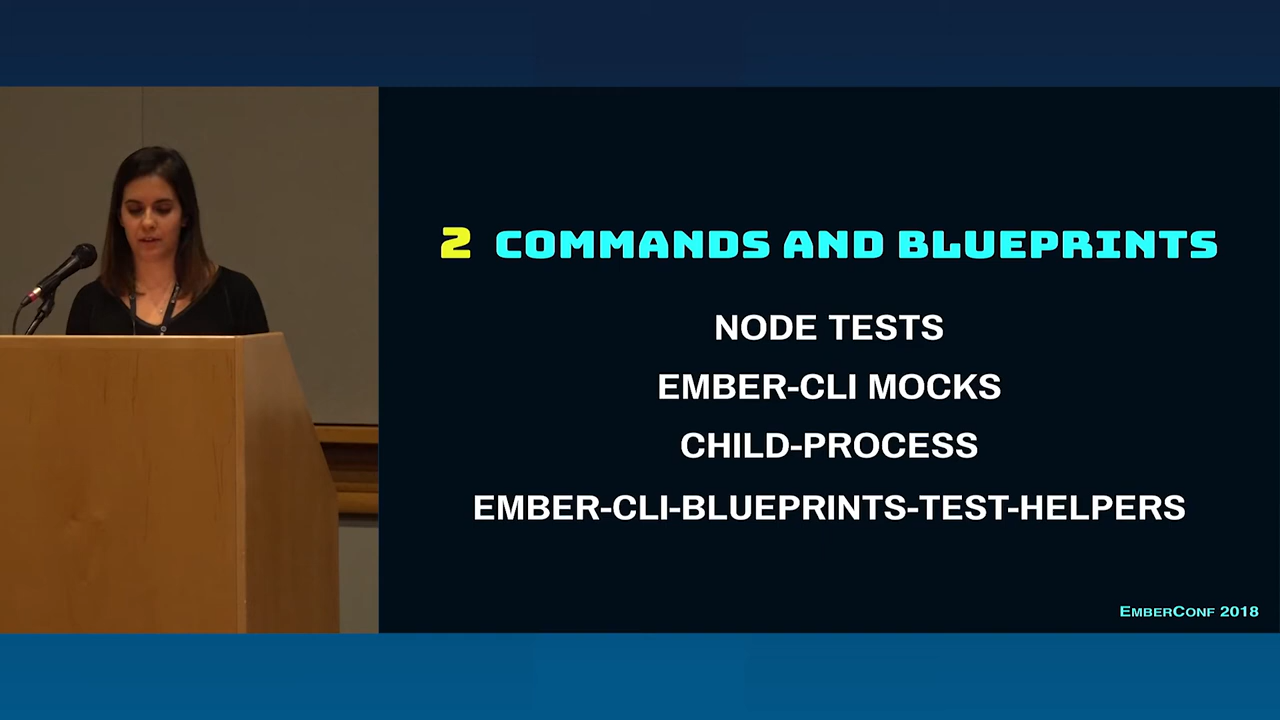 2 COMMANDS AND BLUEPRINTS
NODE TESTS
EMBER-CLI MOCKS
CHILD-PROCESS
EMBER-CLI-BLUEPRINTS-TEST-HELPERS
EMBERCONF 2018